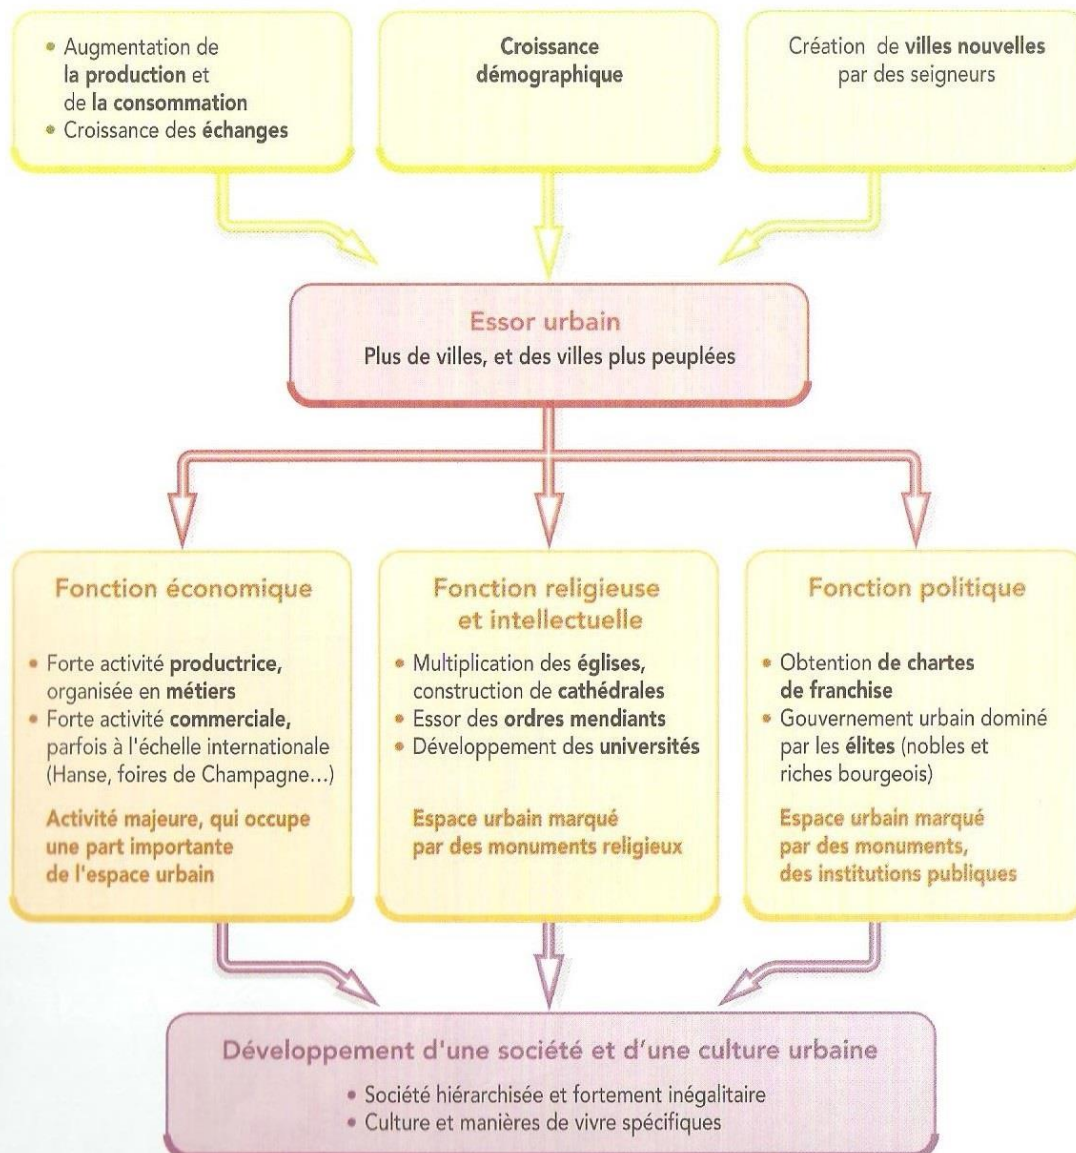 • Augmentation de
la production et
de la consommation
• Croissance des échanges
Croissance
démographique
Création de villes nouvelles
par des seigneurs
Essor urbain
Plus de villes, et des villes plus peuplées
Fonction économique
• Forte activité productrice,
organisée en métiers
• Forte activité commerciale,
parfois à l'échelle internationale
(Hanse, foires de Champagne...)
Activité majeure, qui occupe
une part importante
de l'espace urbain
Fonction religieuse
et intellectuelle
• Multiplication des églises,
construction de cathédrales
• Essor des ordres mendiants
• Développement des universités
Espace urbain marqué
par des monuments religieux
Fonction politique
• Obtention de chartes
de franchise
• Gouvernement urbain dominé
par les élites (nobles et
riches bourgeois)
Espace urbain marqué
par des monuments,
des institutions publiques
Développement d'une société et d'une culture urbaine
• Société hiérarchisée et fortement inégalitaire
• Culture et manières de vivre spécifiques